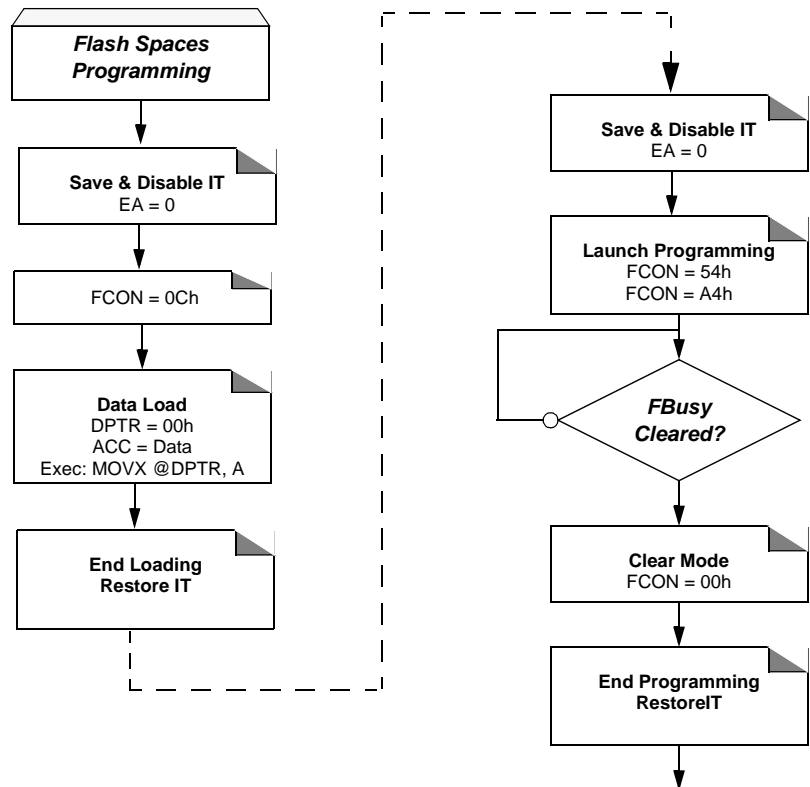 Flash Spaces
Programming
Save & Disable IT
EA = 0
FCON = 0Ch
Data Load
DPTR = 00h
ACC = Data
Exec: MOVX @DPTR, A
End Loading
Restore IT
Save & Disable IT
EA = 0
Launch Programming
FCON = 54h
FCON = A4h
FBusy
Cleared?
Clear Mode
FCON = 00h
End Programming
RestoreIT